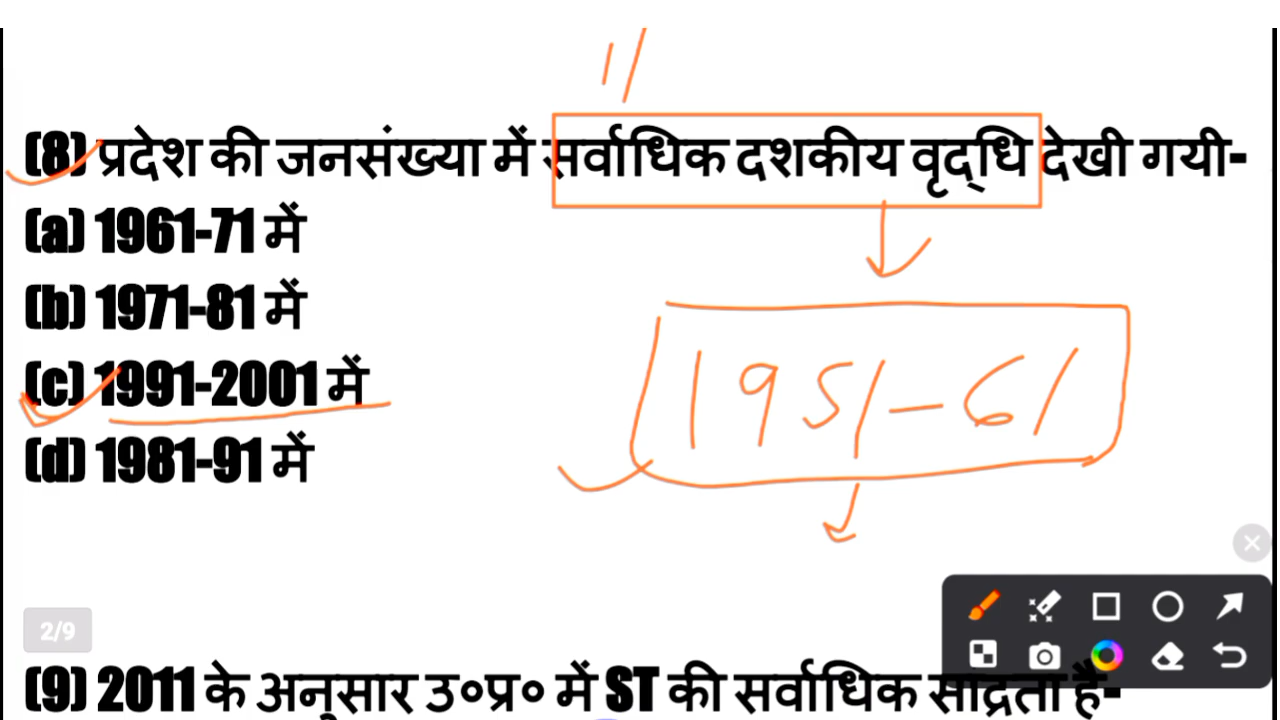 (8) प्रदेश की जनसंख्या में सर्वाधिक दशकीय वृद्धि देखी गयी-
(a) 1961-71 में
(b) 1971-81 में
(c) 1991-2001 में
(d) 1981-91 में
1951-61
2/9
(9) 2011 के अनुसार उ०प्र० में ST की सर्वाधिक सांद्रता है-